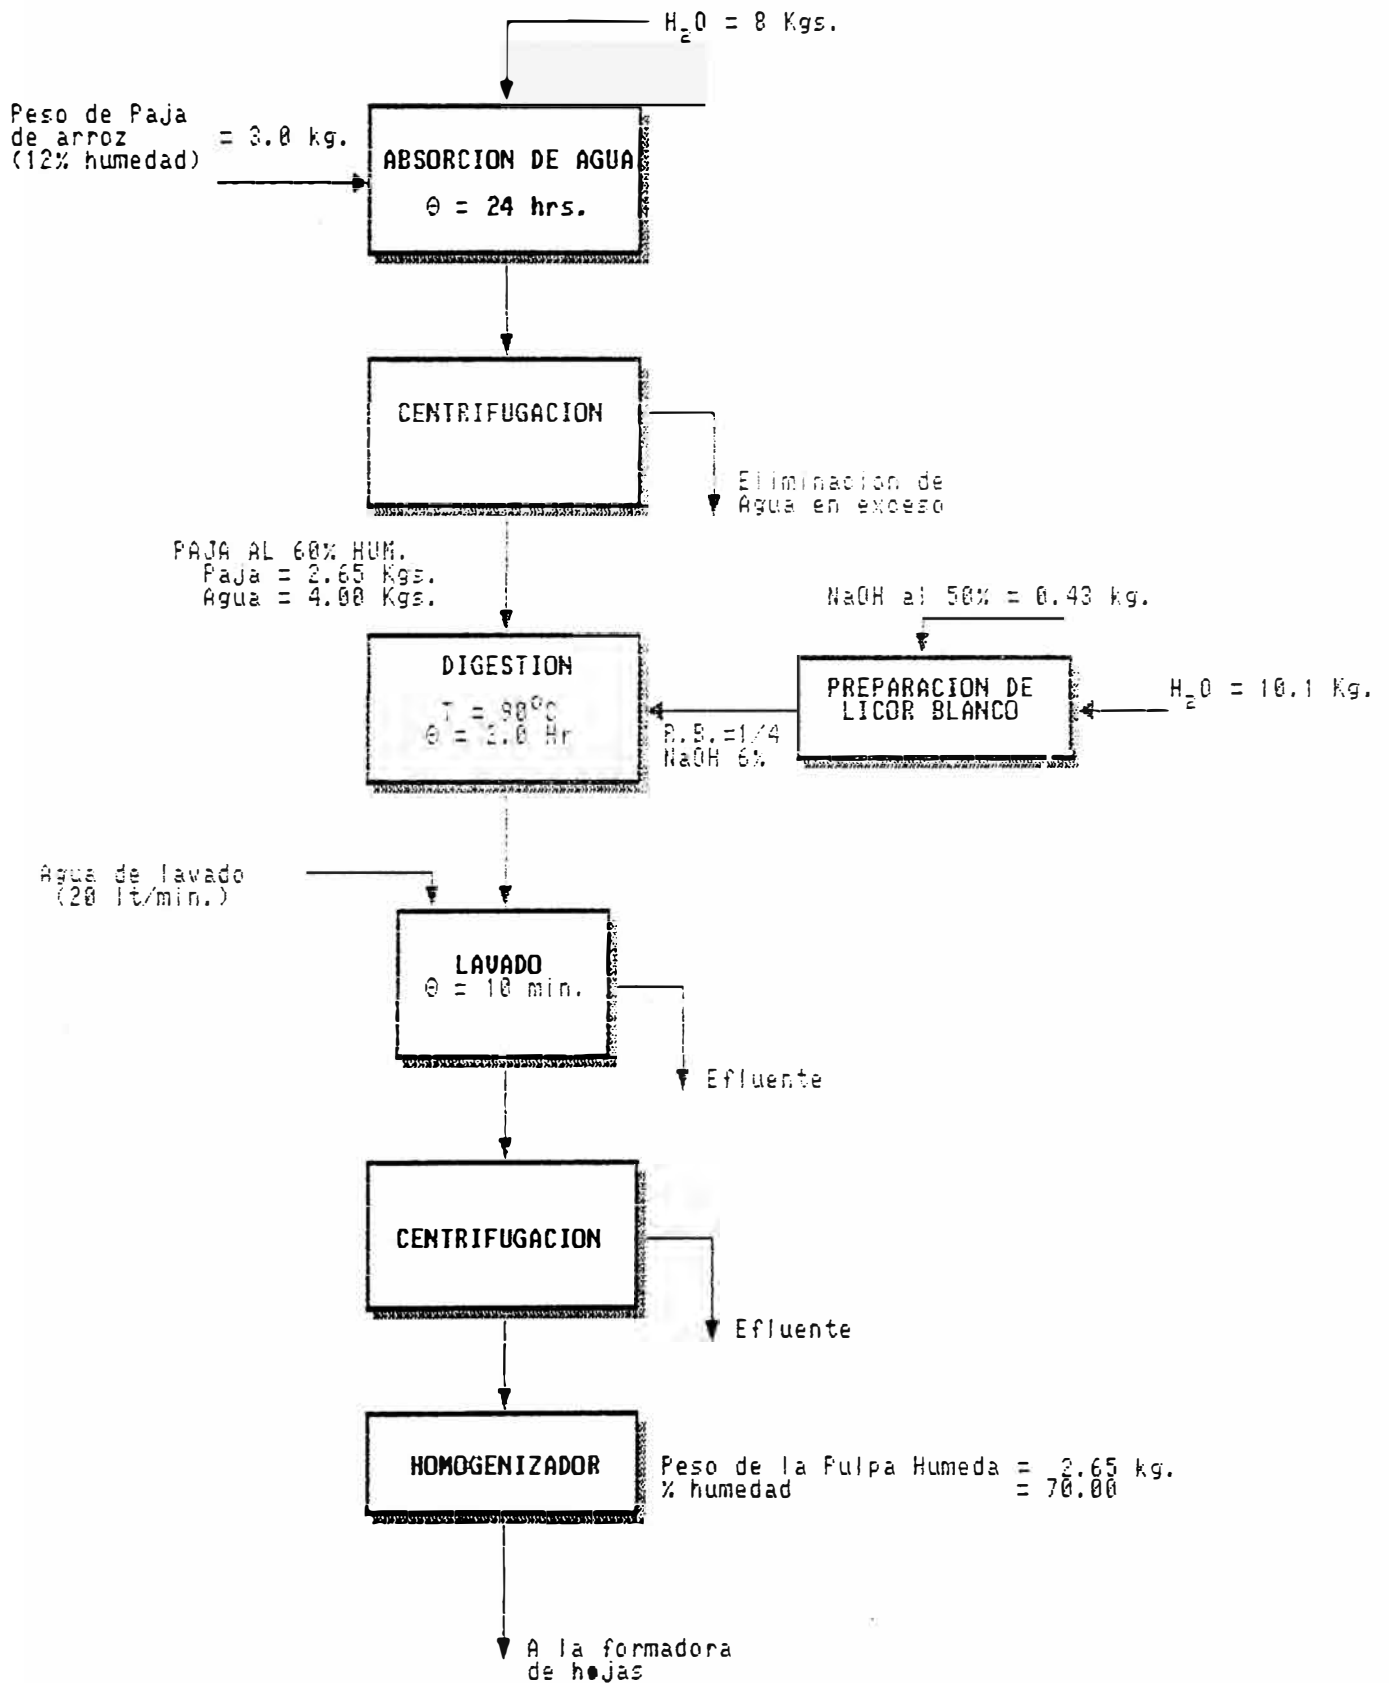 H2O = 8 Kgs.
Peso de Paja
de arroz = 3.0 kg.
(12% humedad)
ABSORCION DE AGUA
Θ = 24 hrs.
CENTRIFUGACION
Eliminacion de
Agua en exceso
PAJA AL 60% HUM.
Paja = 2.65 Kgs.
Agua = 4.00 Kgs.
NaOH al 50% = 0.43 kg.
DIGESTION
T = 90ºC
Θ = 2.0 Hr
PREPARACION DE
LICOR BLANCO
H2O = 10.1 Kg.
R.B.=1/4
NaOH 6%
Agua de lavado
(20 lt/min.)
LAVADO
Θ = 10 min.
Efluente
CENTRIFUGACION
Efluente
HOMOGENIZADOR
Peso de la Pulpa Humeda = 2.65 kg.
% humedad = 70.00
A la formadora
de hojas